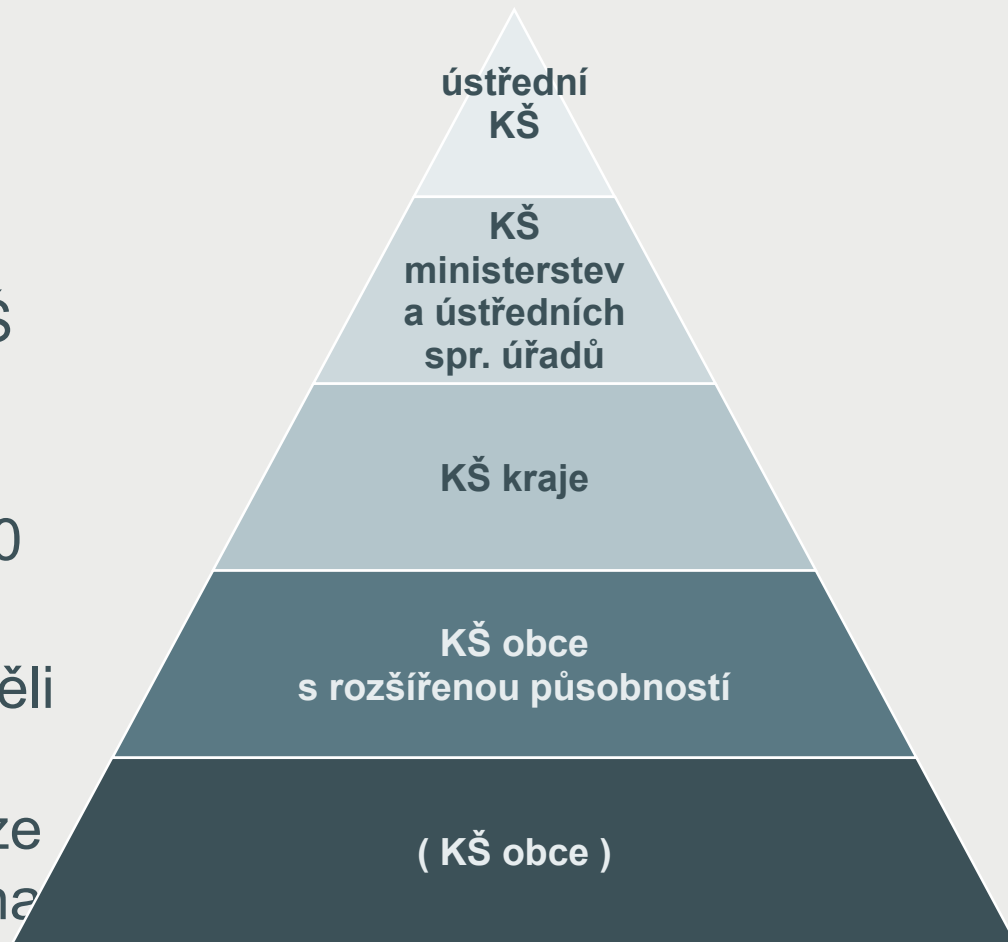 ústřední
KŠ
KŠ
ministerstev
a ústředních
spr. úřadů
KŠ kraje
KŠ obce
s rozšířenou působností
( KŠ obce )